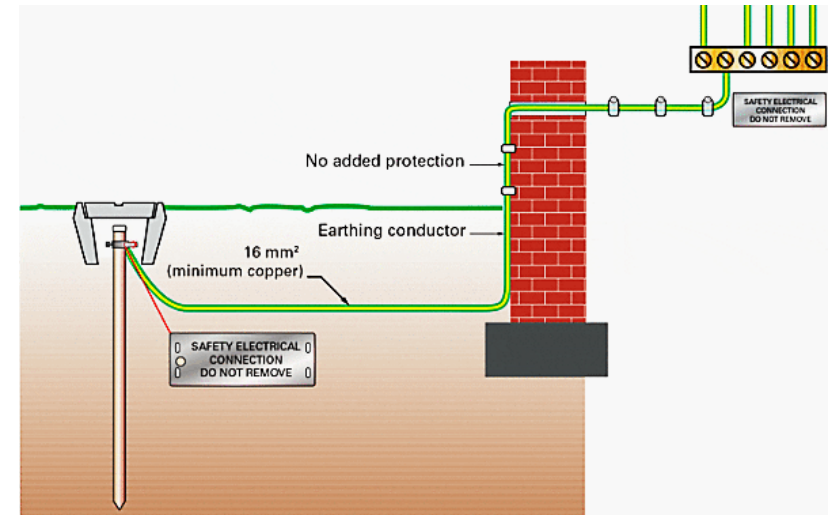 SAFETY ELECTRICAL
CONNECTION
DO NOT REMOVE
No added protection
Earthing conductor
16 mm²
(minimum copper)
SAFETY ELECTRICAL
CONNECTION
DO NOT REMOVE